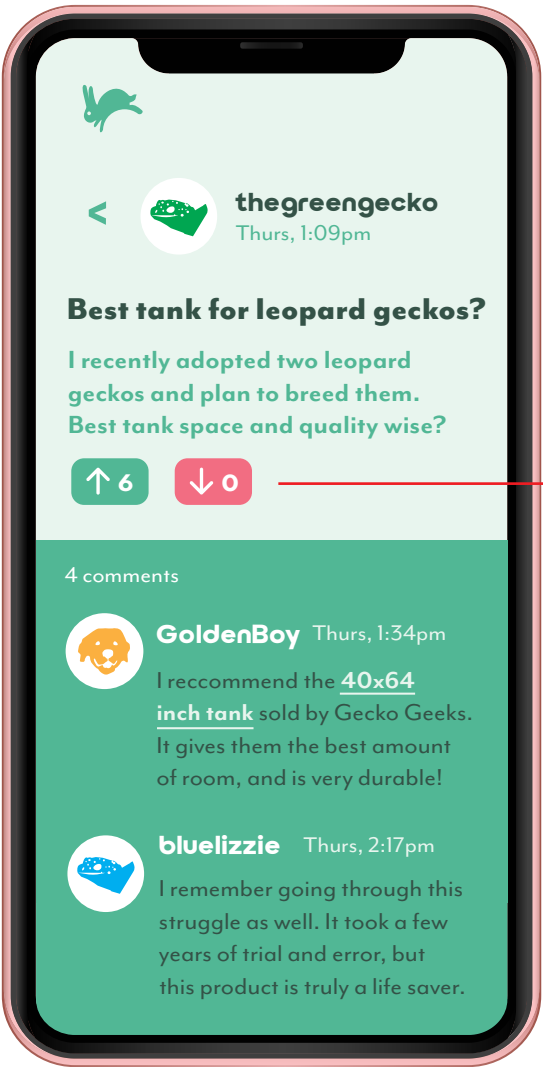 <
thegreengecko
Thurs, 1:09pm
Best tank for leopard geckos?
I recently adopted two leopard
geckos and plan to breed them.
Best tank space and quality wise?
↑ 6 ↓ 0
4 comments
GoldenBoy Thurs, 1:34pm
I reccommend the 40x64
inch tank sold by Gecko Geeks.
It gives them the best amount
of room, and is very durable!
bluelizzie Thurs, 2:17pm
I remember going through this
struggle as well. It took a few
years of trial and error, but
this product is truly a life saver.